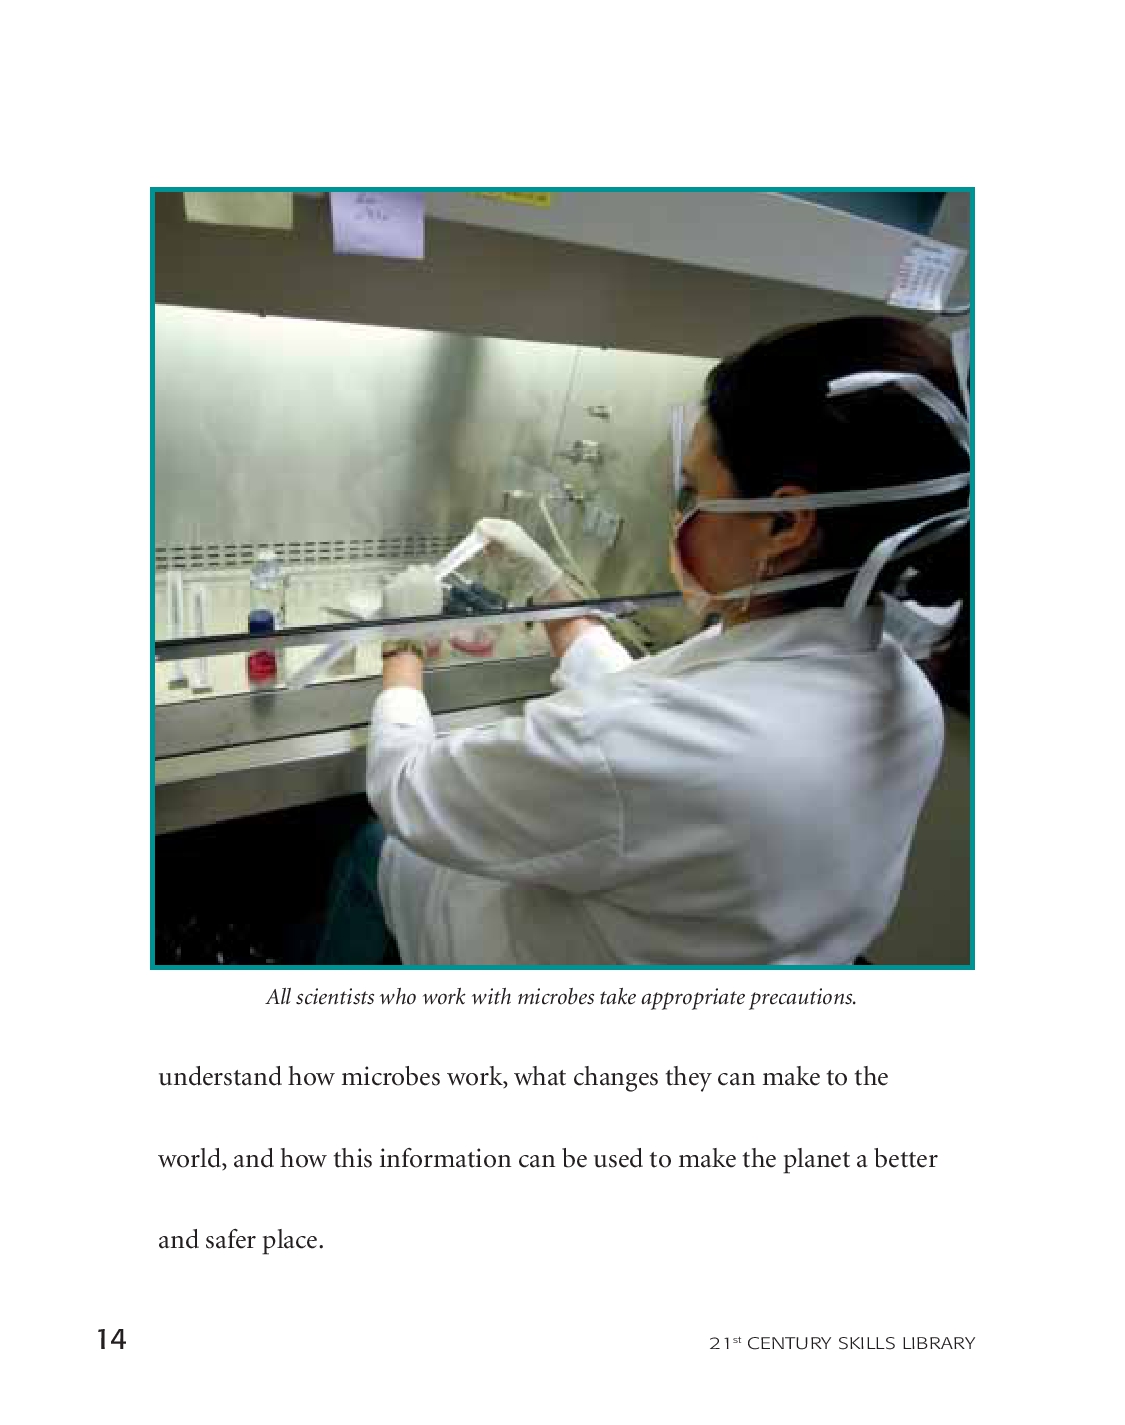 All scientists who work with microbes take appropriate precautions.
understand how microbes work, what changes they can make to the
world, and how this information can be used to make the planet a better
and safer place.
14
21st CENTURY SKILLS LIBRARY